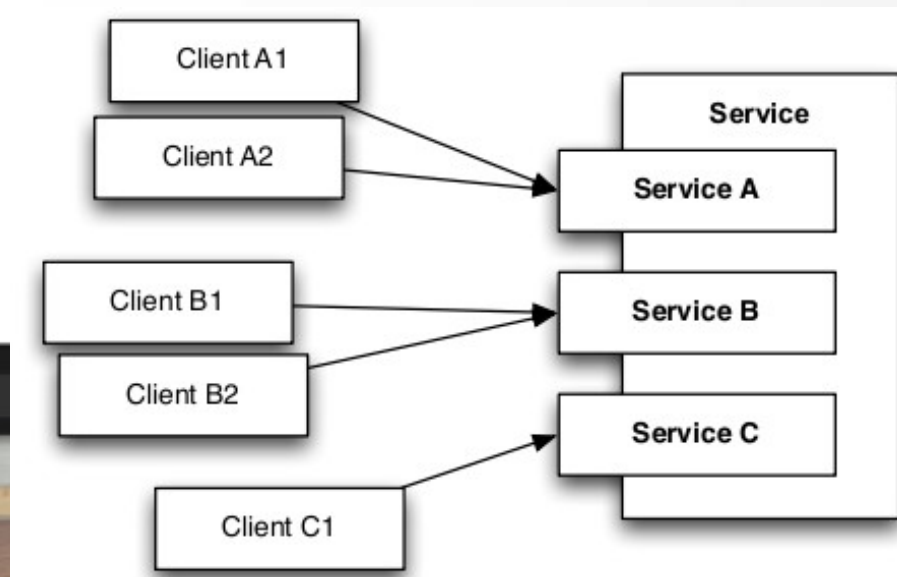 Client A1
Client A2
Client B1
Client B2
Client C1
Service
Service A
Service B
Service C